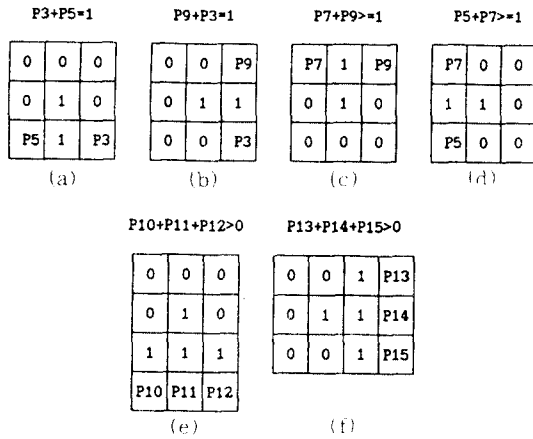 P3+P5=1 P9+P3=1 P7+P9>=1 P5+P7>=1
0 0 0 0 0 P9 P7 1 P9 P7 0 0
0 1 0 0 1 1 0 1 0 1 1 0
P5 1 P3 0 0 P3 0 0 0 P5 0 0
(a) (b) (c) (d)
P10+P11+P12>0 P13+P14+P15>0
0 0 0 0 0 1 P13
0 1 0 0 1 1 P14
1 1 1 0 0 1 P15
P10 P11 P12
(e) (f)